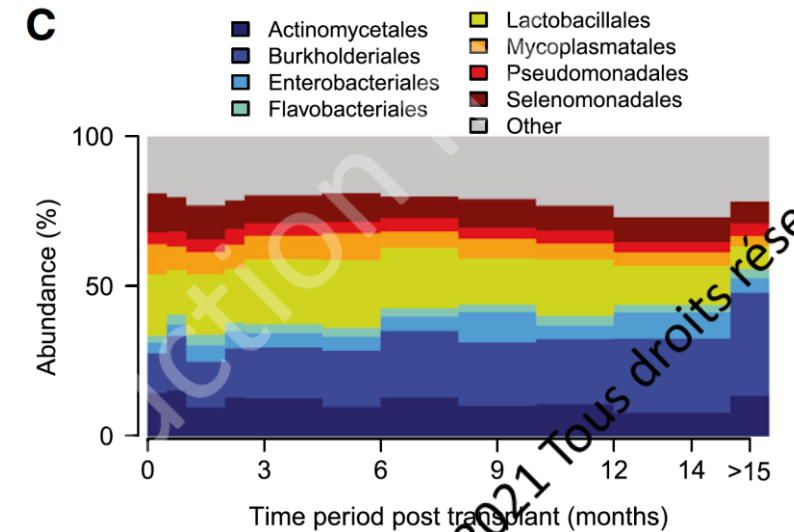 C
Actinomycetales
Burkholderiales
Enterobacteriales
Flavobacteriales
Lactobacillales
Mycoplasmatales
Pseudomonadales
Selenomonadales
Other
Abundance (%)
100
50
0
0 3 6 9 12 14 >15
Time period post transplant (months)
2021 Tous droits rése
uction